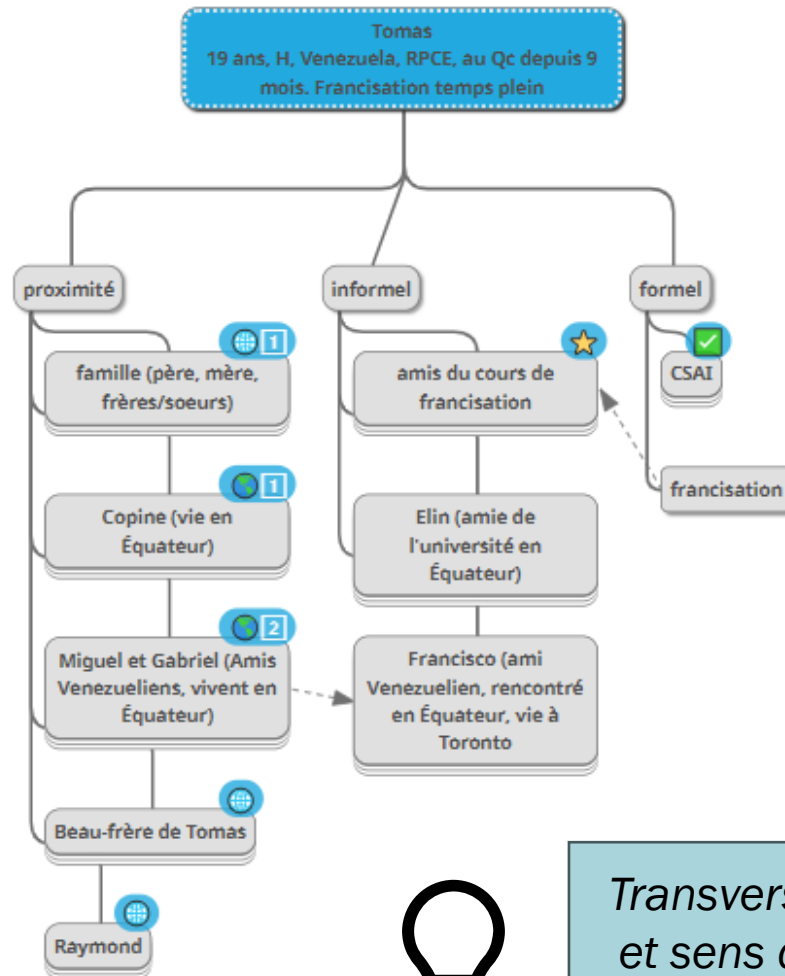 Tomas
19 ans, H, Venezuela, RPCE, au Qc depuis 9
mois. Francisation temps plein
proximité
informel
formel
1
famille (père, mère,
frères/soeurs)
amis du cours de
francisation
CSAI
francisation
1
Copine (vie en
Équateur)
Elin (amie de
l'université en
Équateur)
2
Miguel et Gabriel (Amis
Venezueliens, vivent en
Équateur)
Francisco (ami
Venezuelien, rencontré
en Équateur, vie à
Toronto
Beau-frère de Tomas
Raymond
et sens